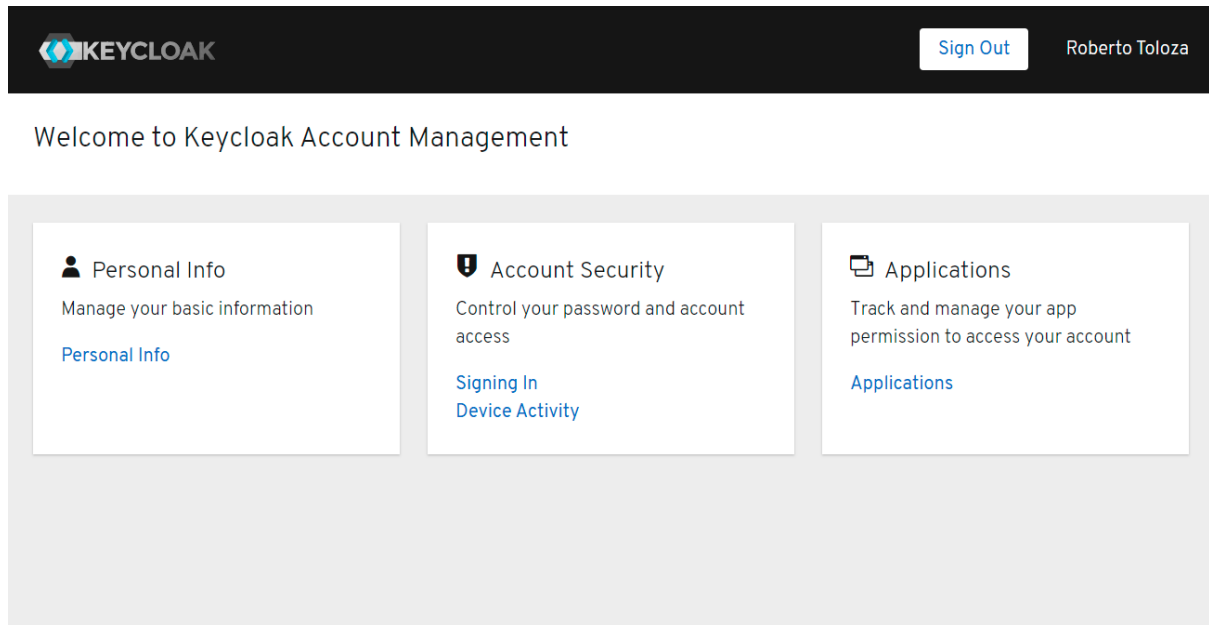 KEYCLOAK
Sign Out
Roberto Toloza
Welcome to Keycloak Account Management
Personal Info
Manage your basic information
Personal Info
Account Security
Control your password and account
access
Signing In
Device Activity
Applications
Track and manage your app
permission to access your account
Applications